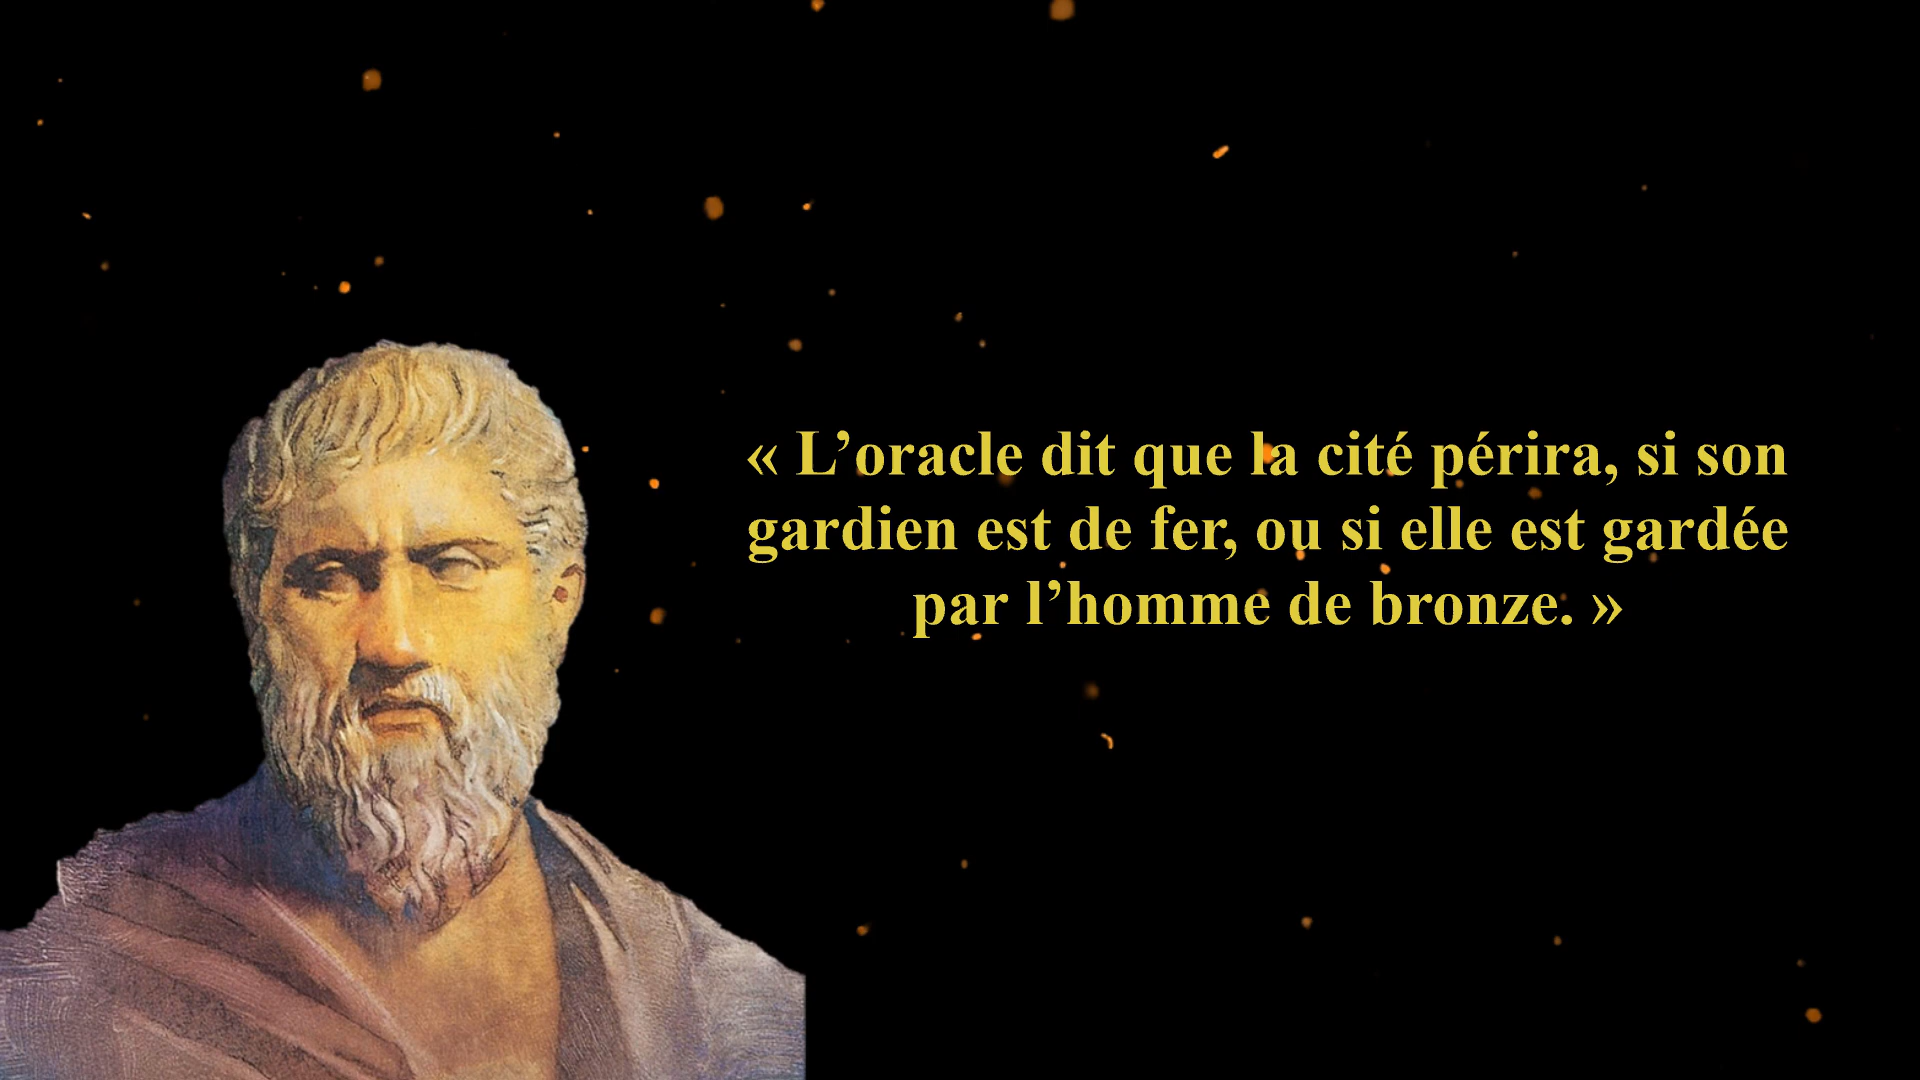 « L’oracle dit que la cité périra, si son
gardien est de fer, ou si elle est gardée
par l’homme de bronze. »